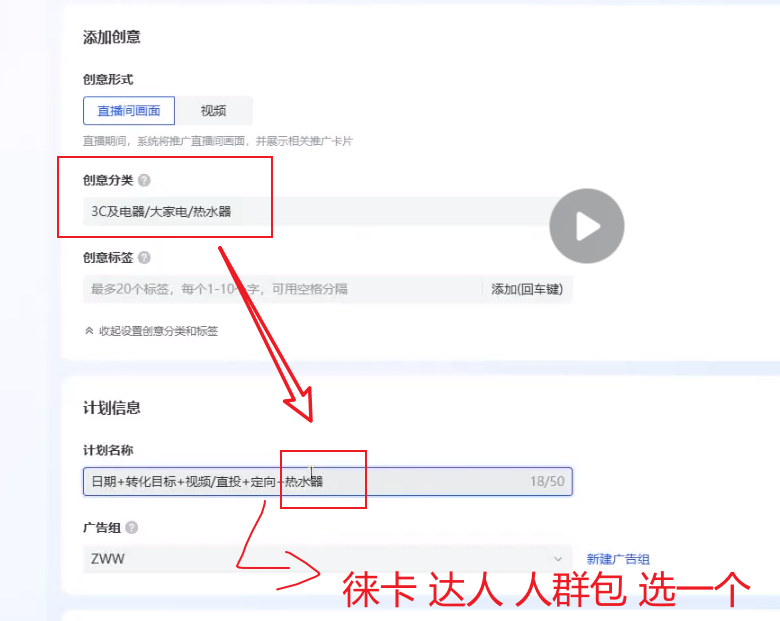 添加创意
创意形式
直播间画面 视频
直播期间，系统将推广直播间画面，并展示相关推广卡片
创意分类
3C及电器/大家电/热水器
创意标签
最多20个标签，每个1-10个字，可用空格分隔 添加(回车键)
收起设置创意分类和标签
计划信息
计划名称
日期+转化目标+视频/直投+定向+热水器 18/50
广告组
ZWW 新建广告组
徕卡 达人 人群包 选一个